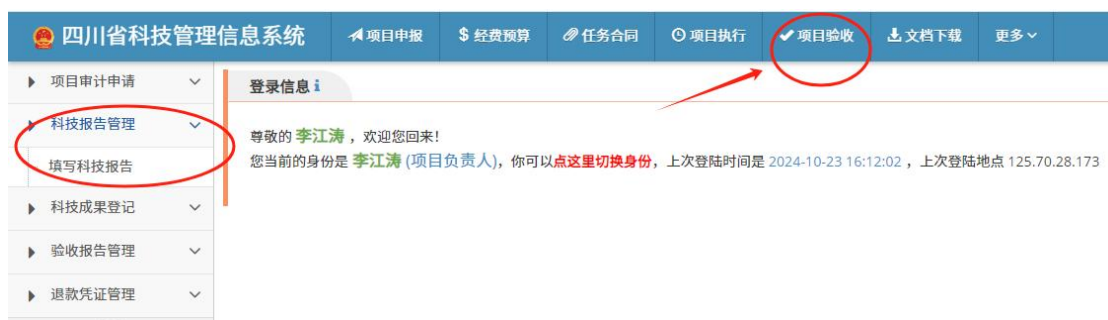 四川省科技管理信息系统 项目申报 $ 经费预算 任务合同 项目执行 项目验收 文档下载 更多
项目审计申请
科技报告管理
填写科技报告
科技成果登记
验收报告管理
退款凭证管理
登录信息 i
尊敬的 李江涛 ，欢迎您回来！
您当前的身份是 李江涛 (项目负责人)，你可以点这里切换身份，上次登陆时间是 2024-10-23 16:12:02 ，上次登陆地点 125.70.28.173